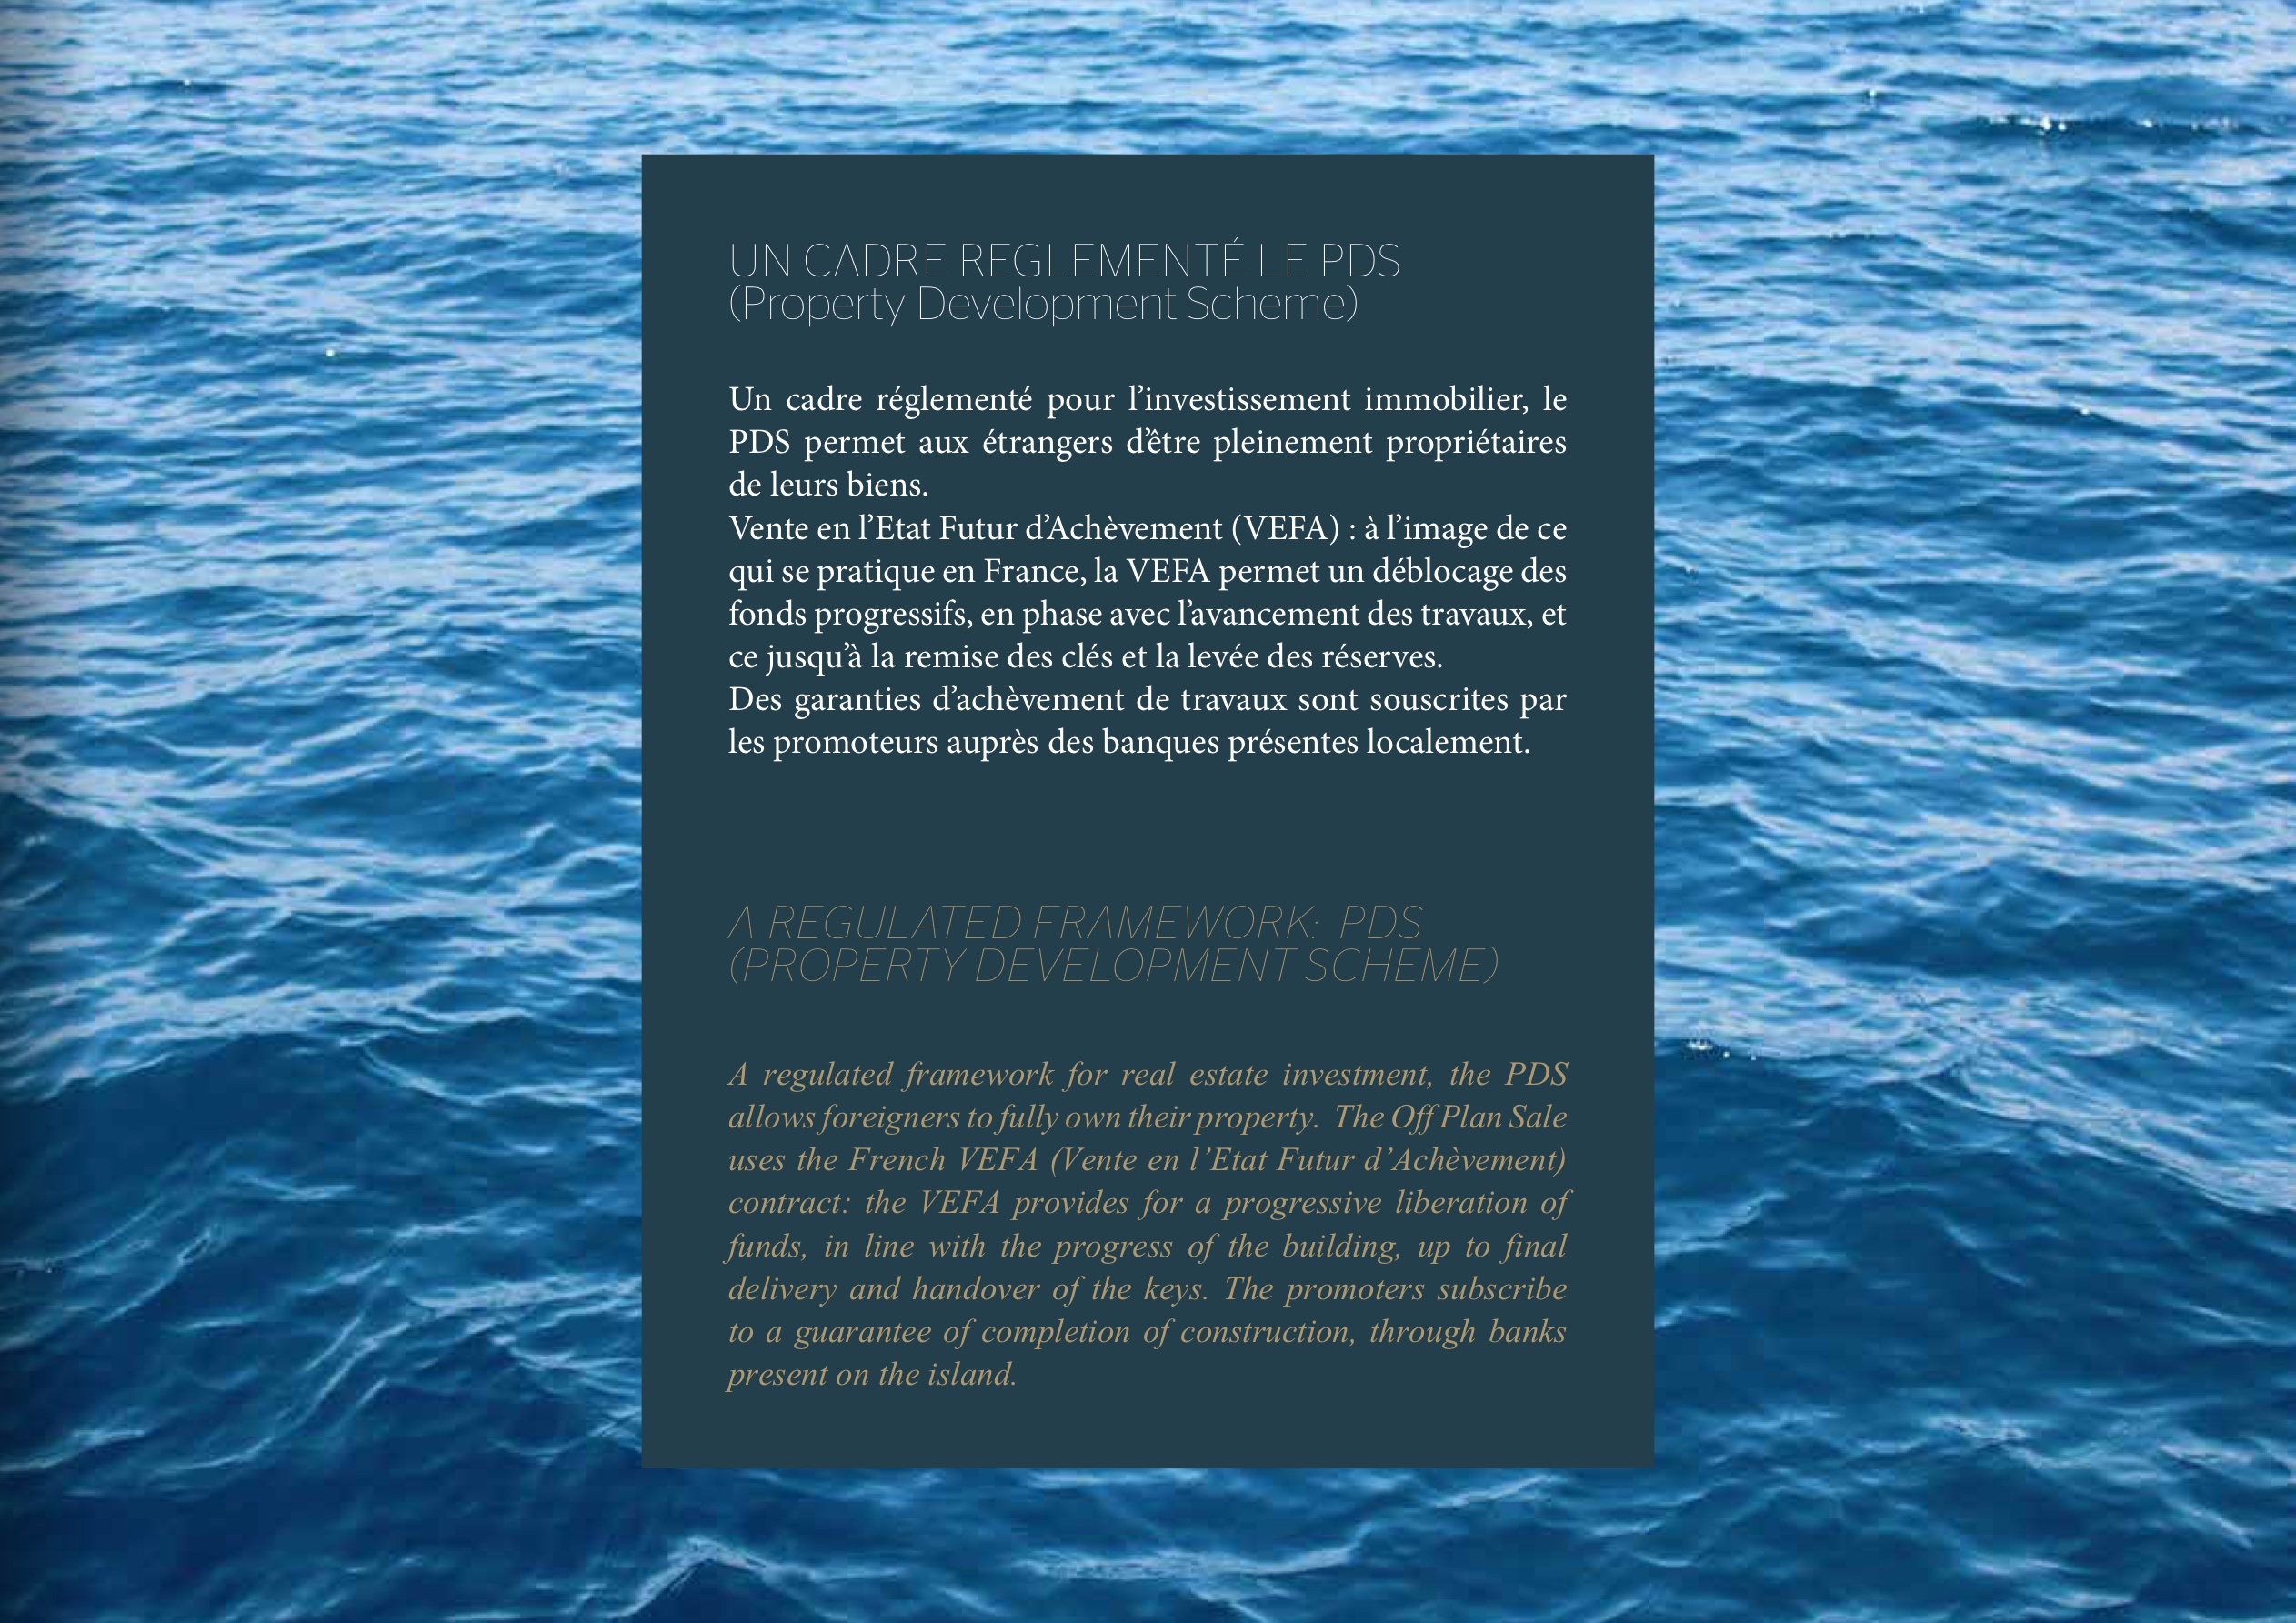 UN CADRE REGLEMENTÉ LE PDS
(Property Development Scheme)
Un cadre réglementé pour l’investissement immobilier, le
PDS permet aux étrangers d’être pleinement propriétaires
de leurs biens.
Vente en l’Etat Futur d’Achèvement (VEFA) : à l’image de ce
qui se pratique en France, la VEFA permet un déblocage des
fonds progressifs, en phase avec l’avancement des travaux, et
ce jusqu’à la remise des clés et la levée des réserves.
Des garanties d’achèvement de travaux sont souscrites par
les promoteurs auprès des banques présentes localement.
A REGULATED FRAMEWORK: PDS
(PROPERTY DEVELOPMENT SCHEME)
A regulated framework for real estate investment, the PDS
allows foreigners to fully own their property. The Off Plan Sale
uses the French VEFA (Vente en l’Etat Futur d’Achèvement)
contract: the VEFA provides for a progressive liberation of
funds, in line with the progress of the building, up to final
delivery and handover of the keys. The promoters subscribe
to a guarantee of completion of construction, through banks
present on the island.